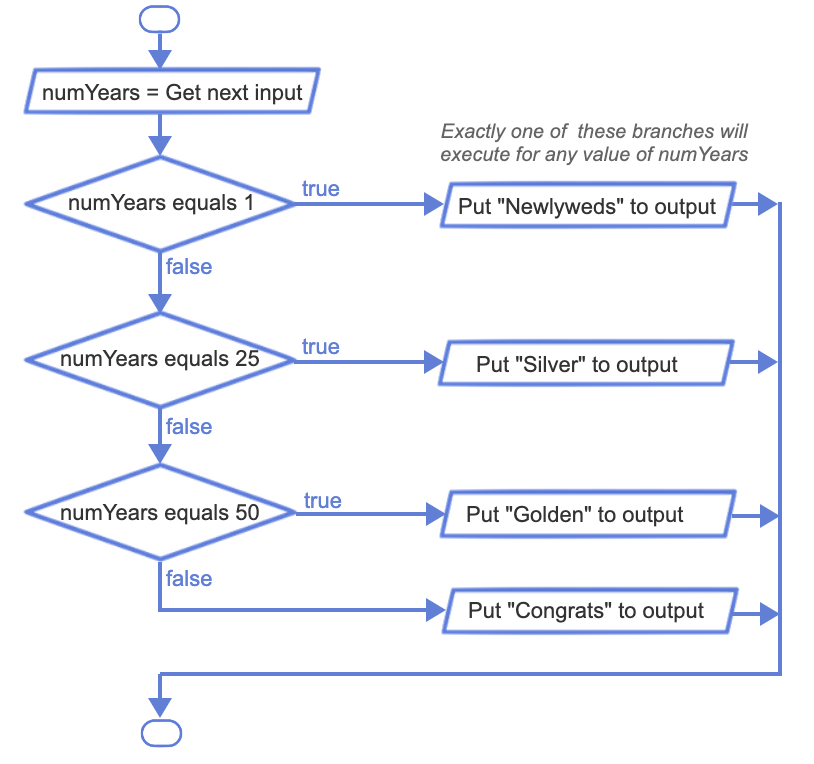 numYears = Get next input
Exactly one of these branches will
execute for any value of numYears
numYears equals 1
true
Put "Newlyweds" to output
false
numYears equals 25
true
Put "Silver" to output
false
numYears equals 50
true
Put "Golden" to output
false
Put "Congrats" to output